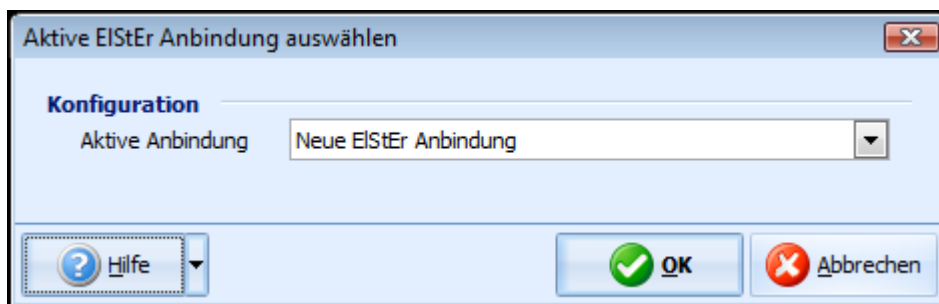 Aktive ElStEr Anbindung auswählen
Konfiguration
Aktive Anbindung Neue ElStEr Anbindung
Hilfe OK Abbrechen